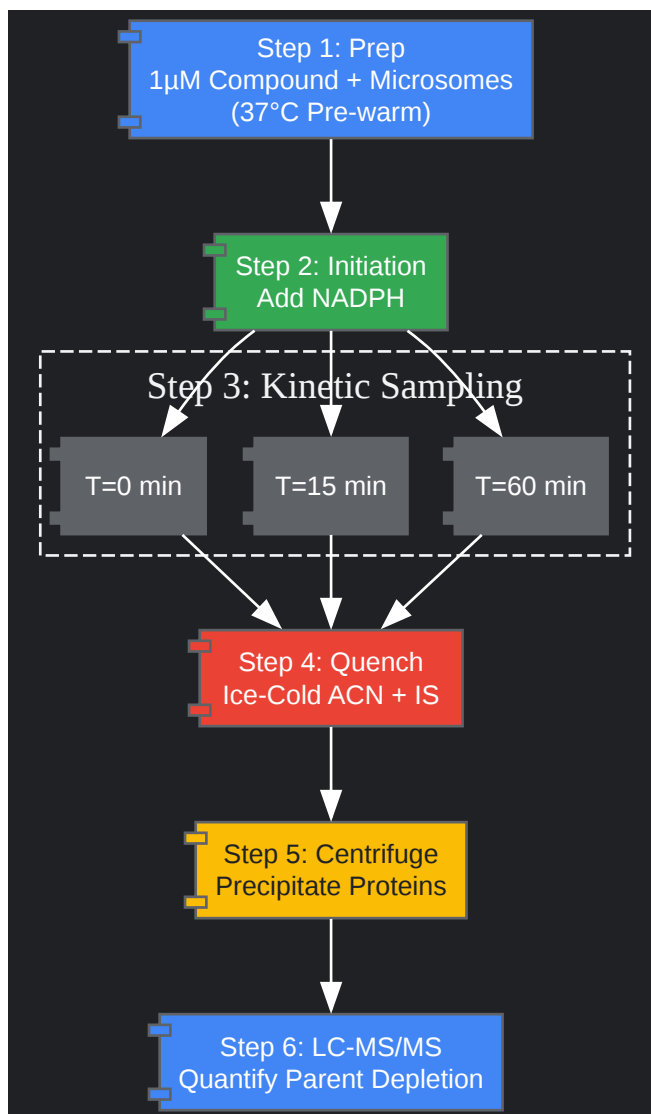 Step 1: Prep
1µM Compound + Microsomes
(37°C Pre-warm)
Step 2: Initiation
Add NADPH
Step 3: Kinetic Sampling
T=0 min
T=15 min
T=60 min
Step 4: Quench
Ice-Cold ACN + IS
Step 5: Centrifuge
Precipitate Proteins
Step 6: LC-MS/MS
Quantify Parent Depletion